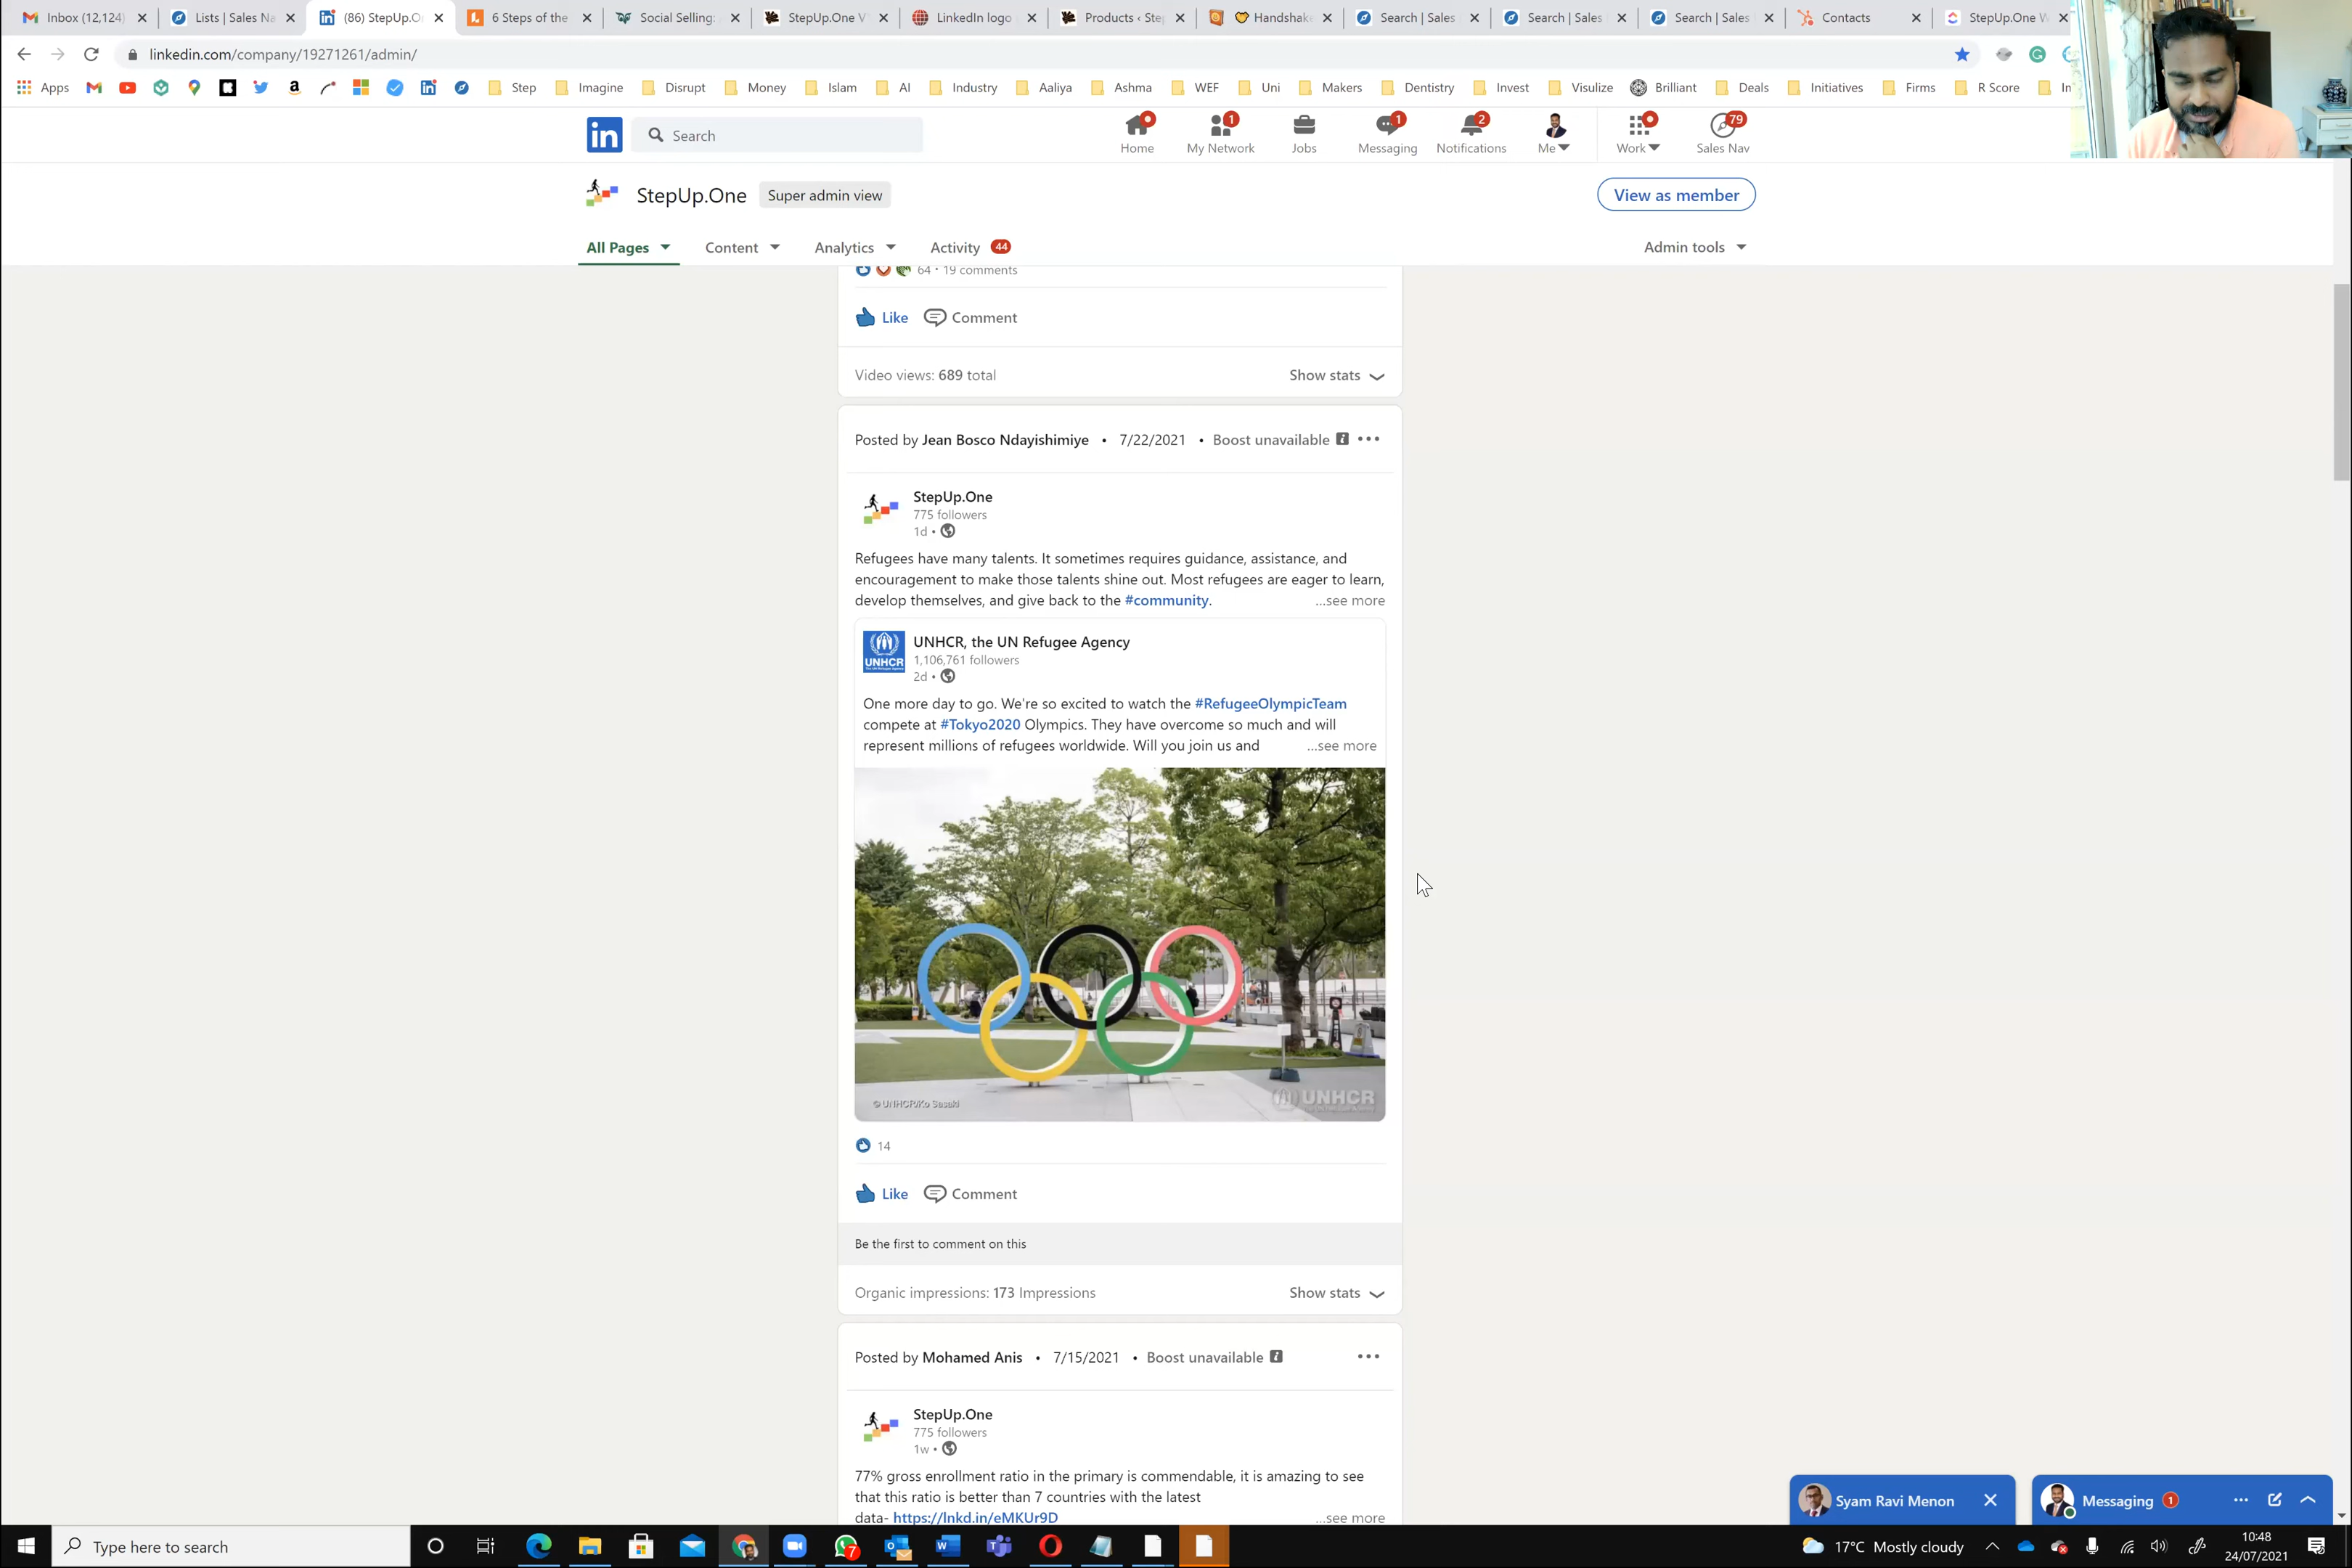 Inbox (12,124)
Lists | Sales Na
(86) StepUp.O
6 Steps of the
Social Selling:
StepUp.One V
LinkedIn logo
Products ‹ Step
Handshak
Search | Sales
Search | Sales
Search | Sales
Contacts
StepUp.One W
linkedin.com/company/19271261/admin/
Apps
Step
Imagine
Disrupt
Money
Islam
AI
Industry
Aaliya
Ashma
WEF
Uni
Makers
Dentistry
Invest
Visulize
Brilliant
Deals
Initiatives
Firms
R Score
in
Search
Home
1
My Network
Jobs
1
Messaging
2
Notifications
Me
Work
79
Sales Nav
StepUp.One
Super admin view
View as member
All Pages
Content
Analytics
Activity 44
Admin tools
64 • 19 comments
Like Comment
Video views: 689 total
Show stats
Posted by Jean Bosco Ndayishimiye • 7/22/2021 • Boost unavailable
StepUp.One
775 followers
1d •
Refugees have many talents. It sometimes requires guidance, assistance, and
encouragement to make those talents shine out. Most refugees are eager to learn,
develop themselves, and give back to the #community. ...see more
UNHCR
UNHCR, the UN Refugee Agency
1,106,761 followers
2d •
One more day to go. We're so excited to watch the #RefugeeOlympicTeam
compete at #Tokyo2020 Olympics. They have overcome so much and will
represent millions of refugees worldwide. Will you join us and ...see more
© UNHCR/Ko Sasaki
UNHCR
14
Like Comment
Be the first to comment on this
Organic impressions: 173 Impressions
Show stats
Posted by Mohamed Anis • 7/15/2021 • Boost unavailable
StepUp.One
775 followers
1w •
77% gross enrollment ratio in the primary is commendable, it is amazing to see
that this ratio is better than 7 countries with the latest
data- https://lnkd.in/eMKUr9D ...see more
Syam Ravi Menon
Messaging 1
Type here to search
7
17°C Mostly cloudy
10:48
24/07/2021